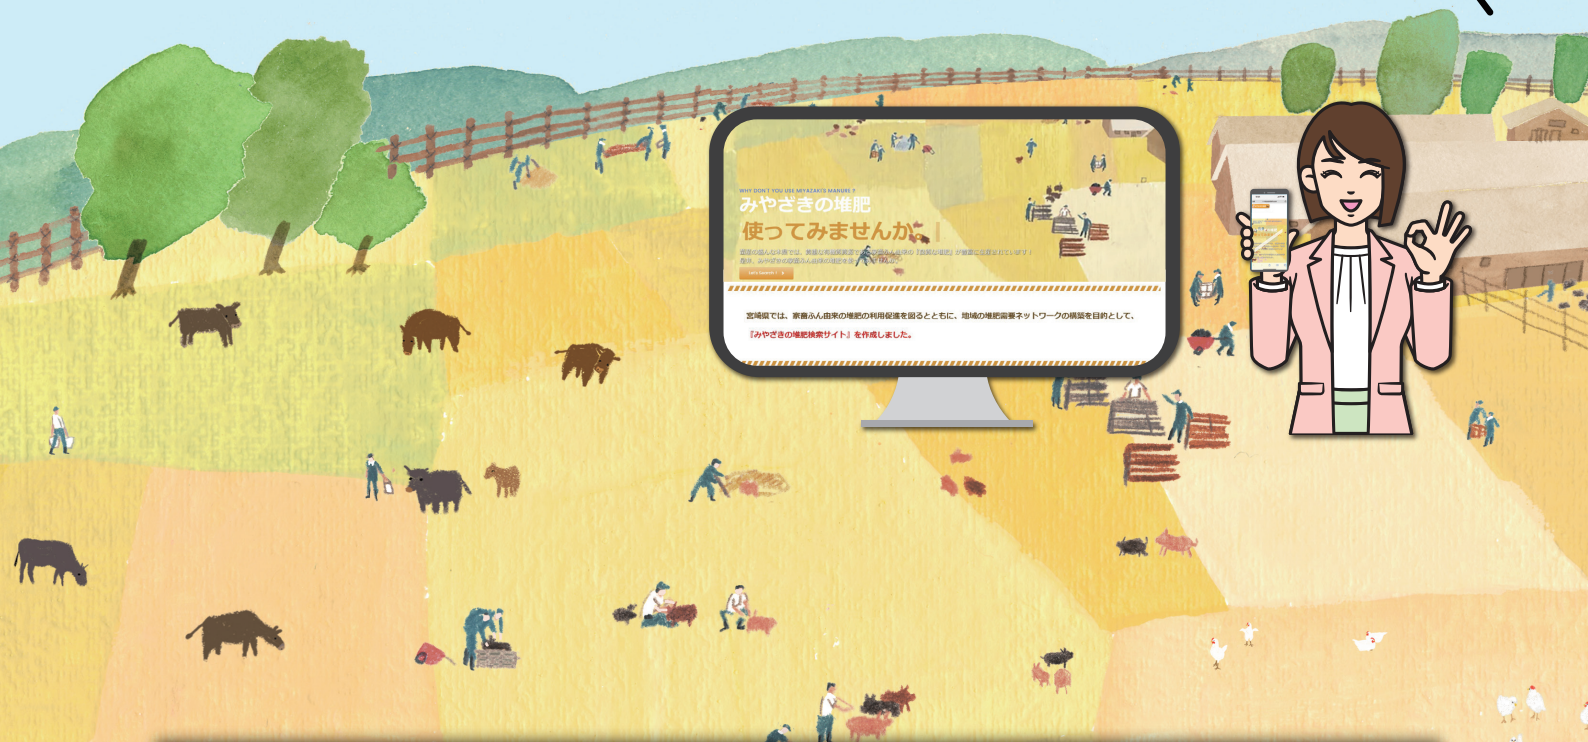 WHY DON'T YOU USE MIYAZAKI'S MANURE !!
みやざきの堆肥
使ってみませんか。
Let's Search !
宮崎県では、家畜ふん由来の堆肥の利用促進を図るとともに、地域の堆肥需要ネットワークの構築を目的として、
『みやざきの堆肥検索サイト』を作成しました。